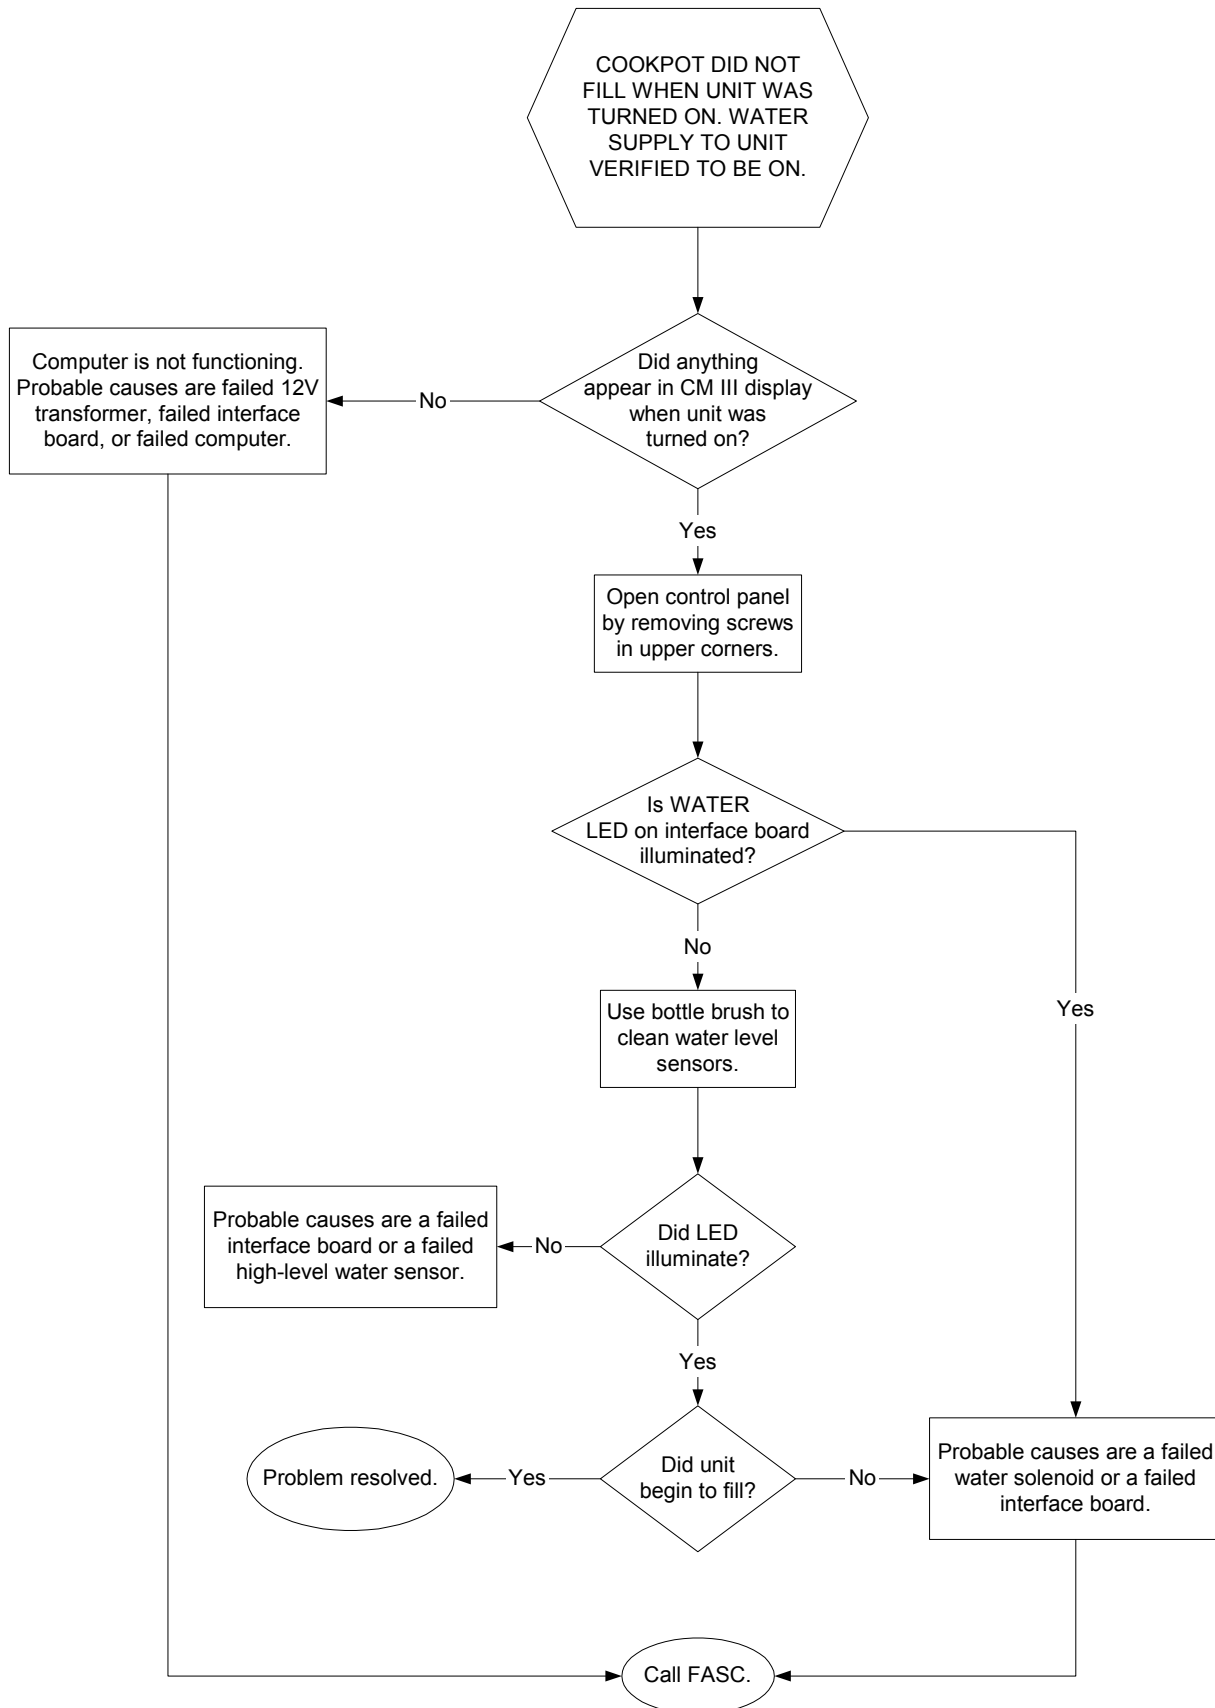 COOKPOT DID NOT
FILL WHEN UNIT WAS
TURNED ON. WATER
SUPPLY TO UNIT
VERIFIED TO BE ON.
Computer is not functioning.
Probable causes are failed 12V
transformer, failed interface
board, or failed computer.
No
Did anything
appear in CM III display
when unit was
turned on?
Yes
Open control panel
by removing screws
in upper corners.
Is WATER
LED on interface board
illuminated?
No
Yes
Use bottle brush to
clean water level
sensors.
Probable causes are a failed
interface board or a failed
high-level water sensor.
No
Did LED
illuminate?
Yes
Problem resolved.
Yes
Did unit
begin to fill?
No
Probable causes are a failed
water solenoid or a failed
interface board.
Call FASC.